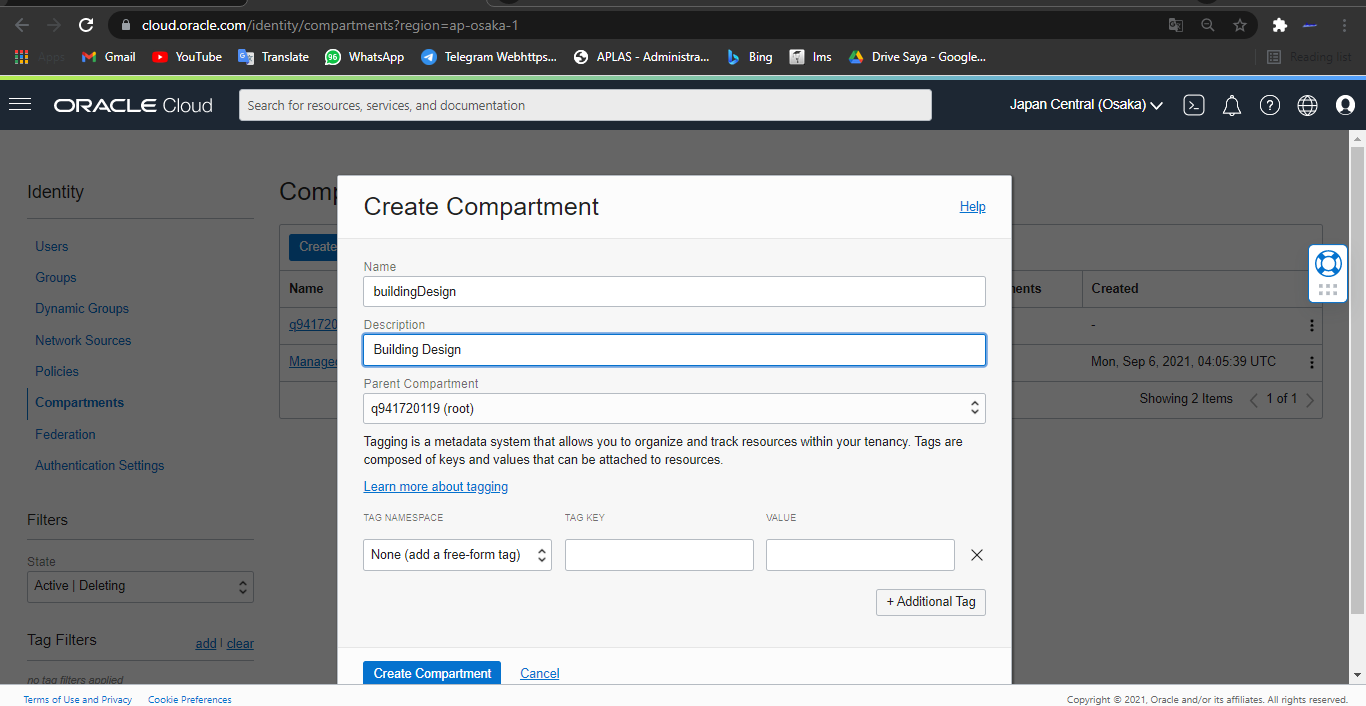 cloud.oracle.com/identity/compartments?region=ap-osaka-1
Apps Gmail YouTube Translate 96 WhatsApp Telegram Webhttps... APLAS - Administra... Bing Ims Drive Saya - Google... Reading list
ORACLE Cloud Search for resources, services, and documentation Japan Central (Osaka)
Identity
Users
Groups
Dynamic Groups
Network Sources
Policies
Compartments
Federation
Authentication Settings
Filters
State
Active | Deleting
Tag Filters add | clear
no tag filters applied
Create
Name Created
q94172 -
Manage Mon, Sep 6, 2021, 04:05:39 UTC
Showing 2 Items 1 of 1
Create Compartment Help
Name
buildingDesign
Description
Building Design
Parent Compartment
q941720119 (root)
Tagging is a metadata system that allows you to organize and track resources within your tenancy. Tags are
composed of keys and values that can be attached to resources.
Learn more about tagging
TAG NAMESPACE TAG KEY VALUE
None (add a free-form tag)
+ Additional Tag
Create Compartment Cancel
Terms of Use and Privacy Cookie Preferences Copyright © 2021, Oracle and/or its affiliates. All rights reserved.